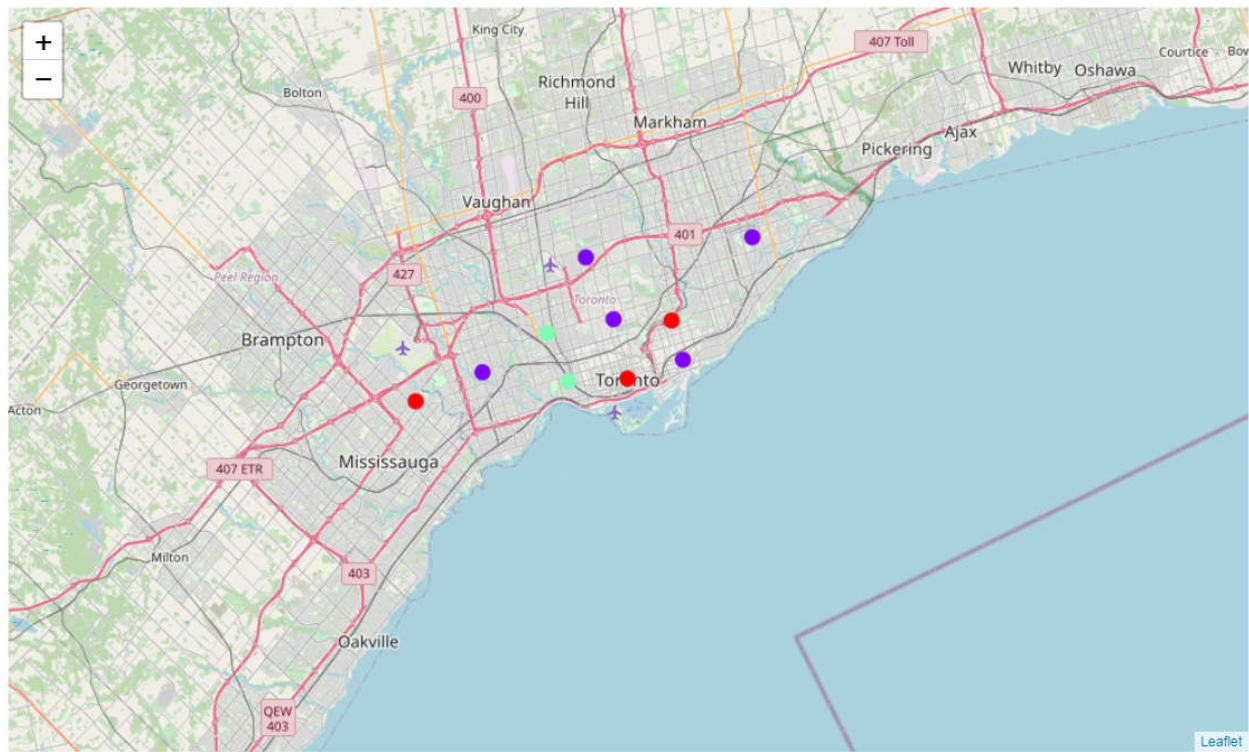 +
−
King City
407 Toll
Courtice
Bow
Whitby
Oshawa
Richmond
Hill
Bolton
400
Markham
Ajax
Pickering
Vaughan
401
427
Peel Region
Toronto
Brampton
Georgetown
Acton
Toronto
Mississauga
407 ETR
Milton
403
Oakville
QEW
403
Leaflet